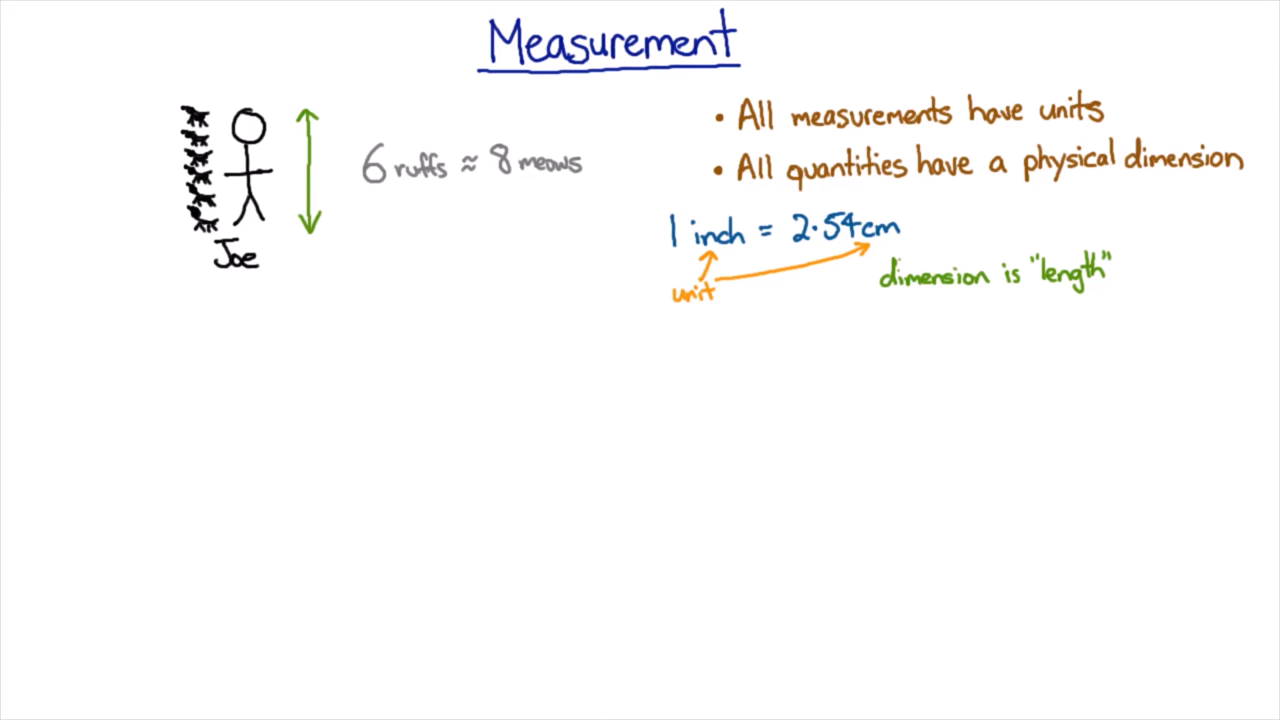 Measurement
6 ruffs ≈ 8 meows
Joe
• All measurements have units
• All quantities have a physical dimension
1 inch = 2·54cm
unit
dimension is "length"